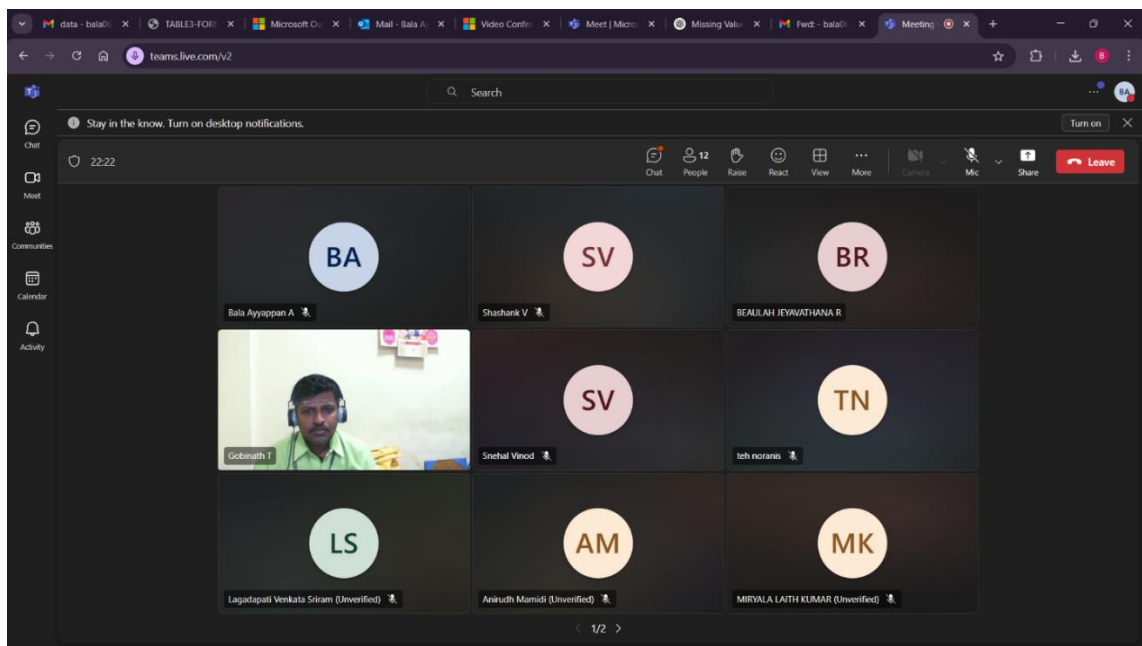 data - bala0
TABLE3-FOR
Microsoft O
Mail - Bala A
Video Confe
Meet | Micro
Missing Valu
Fwd: - bala0
Meeting
teams.live.com/v2
B
Search
BA
Stay in the know. Turn on desktop notifications.
Turn on
Chat
Meet
Communities
Calendar
Activity
22:22
12
Chat
People
Raise
React
View
More
Camera
Mic
Share
Leave
BA
SV
BR
Bala Ayyappan A
Shashank V
BEAULAH JEYAVATHANA R
SV
TN
Gobinath T
Snehal Vinod
teh noranis
LS
AM
MK
Lagadapati Venkata Sriram (Unverified)
Anirudh Mamidi (Unverified)
MIRYALA LAITH KUMAR (Unverified)
1/2